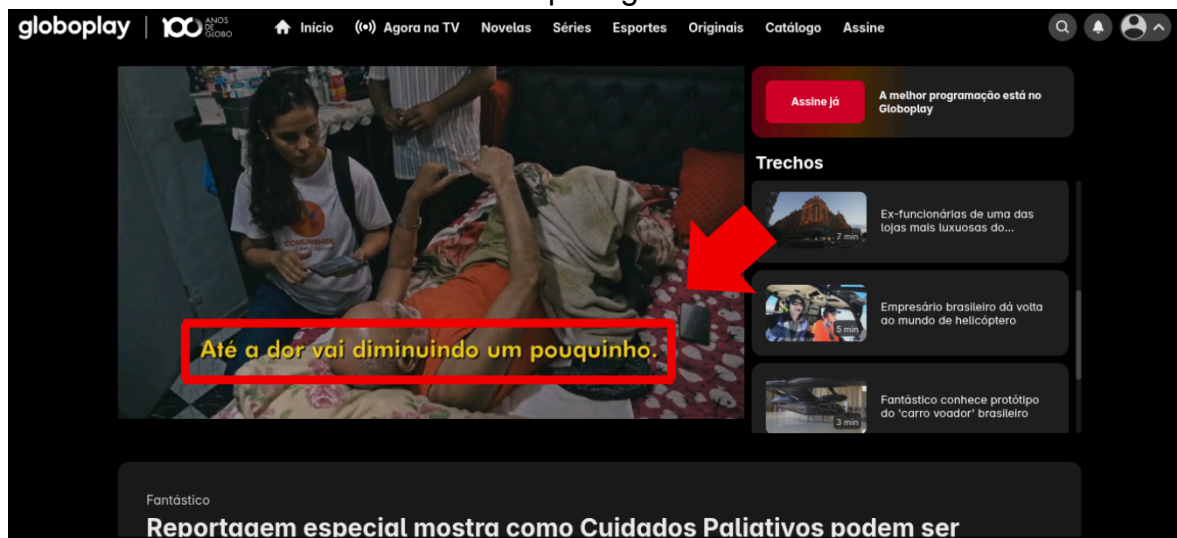 globoplay | 100 ANOS DE GLOBO
Início
Agora na TV
Novelas
Séries
Esportes
Originais
Catálogo
Assine
COMUNIDADE
Até a dor vai diminuindo um pouquinho.
Assine já
A melhor programação está no
Globoplay
Trechos
7 min
Ex-funcionárias de uma das
lojas mais luxuosas do...
5 min
Empresário brasileiro dá volta
ao mundo de helicóptero
3 min
Fantástico conhece protótipo
do 'carro voador' brasileiro
Fantástico
Reportagem especial mostra como Cuidados Paliativos podem ser